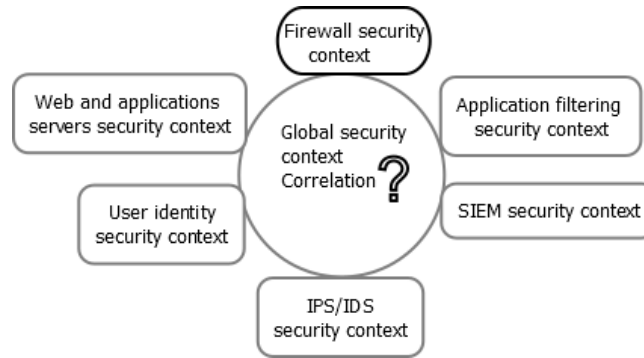 Firewall security
context
Web and applications
servers security context
Application filtering
security context
Global security
context
Correlation ?
User identity
security context
SIEM security context
IPS/IDS
security context